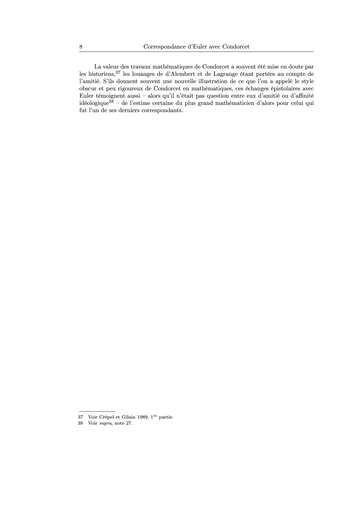 8 Correspondance d'Euler avec Condorcet
La valeur des travaux mathématiques de Condorcet a souvent été mise en doute par
les historiens,37 les louanges de d'Alembert et de Lagrange étant portées au compte de
l'amitié. S'ils donnent souvent une nouvelle illustration de ce que l'on a appelé le style
obscur et peu rigoureux de Condorcet en mathématiques, ces échanges épistolaires avec
Euler témoignent aussi – alors qu'il n'était pas question entre eux d'amitié ou d'affinité
idéologique38 – de l'estime certaine du plus grand mathématicien d'alors pour celui qui
fut l'un de ses derniers correspondants.
37 Voir Crépel et Gilain 1989, 1re partie.
38 Voir supra, note 27.